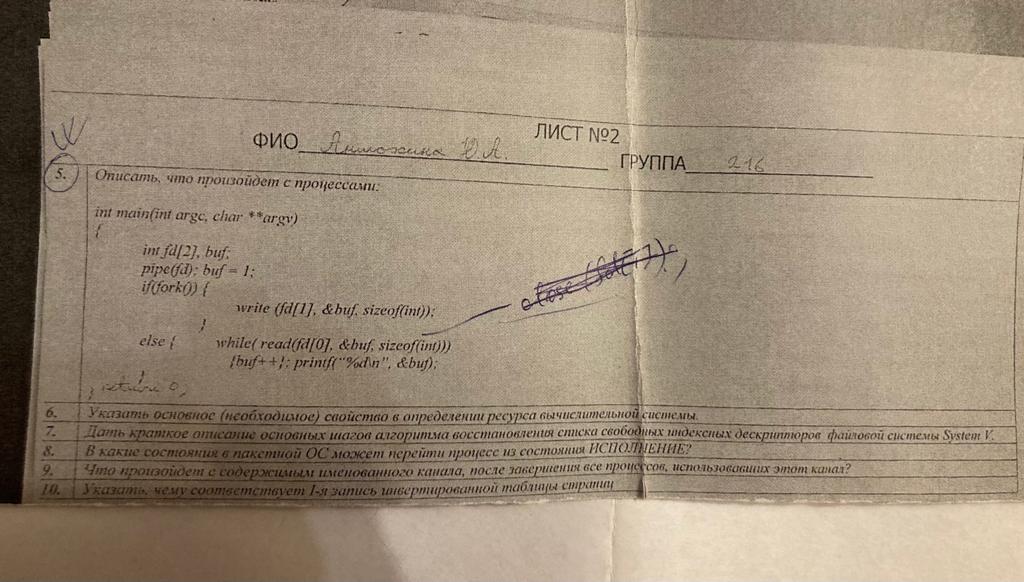 ЛИСТ №2
ФИО Анисохина Ю.А. ГРУППА 216
5. Описать, что произойдет с процессами:
int main(int argc, char **argv)
{
int fd[2], buf;
pipe(fd); buf = 1;
if(fork()) {
write (fd[1], &buf, sizeof(int));
}
else { while( read(fd[0], &buf, sizeof(int)))
{buf++}; printf("%d\n", &buf);
}
} return 0;
6. Указать основное (необходимое) свойство в определении ресурса вычислительной системы.
7. Дать краткое описание основных шагов алгоритма восстановления списка свободных индексных дескрипторов файловой системы System V.
8. В какие состояния в пакетной ОС может перейти процесс из состояния ИСПОЛНЕНИЕ?
9. Что произойдет с содержимым именованного канала, после завершения все процессов, использовавших этот канал?
10. Указать, чему соответствует I-я запись инвертированной таблицы страниц